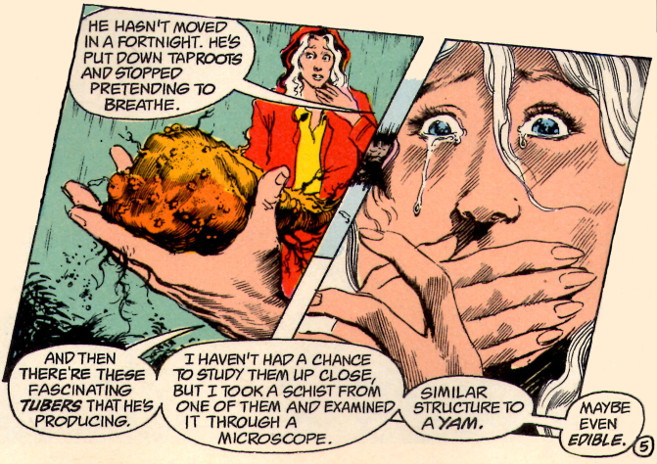 HE HASN'T MOVED
IN A FORTNIGHT. HE'S
PUT DOWN TAPROOTS
AND STOPPED
PRETENDING TO
BREATHE.
AND THEN
THERE'RE THESE
FASCINATING
TUBERS THAT HE'S
PRODUCING.
I HAVEN'T HAD A CHANCE
TO STUDY THEM UP CLOSE,
BUT I TOOK A SCHIST FROM
ONE OF THEM AND EXAMINED
IT THROUGH A
MICROSCOPE.
SIMILAR
STRUCTURE TO
A YAM.
MAYBE
EVEN
EDIBLE.
5